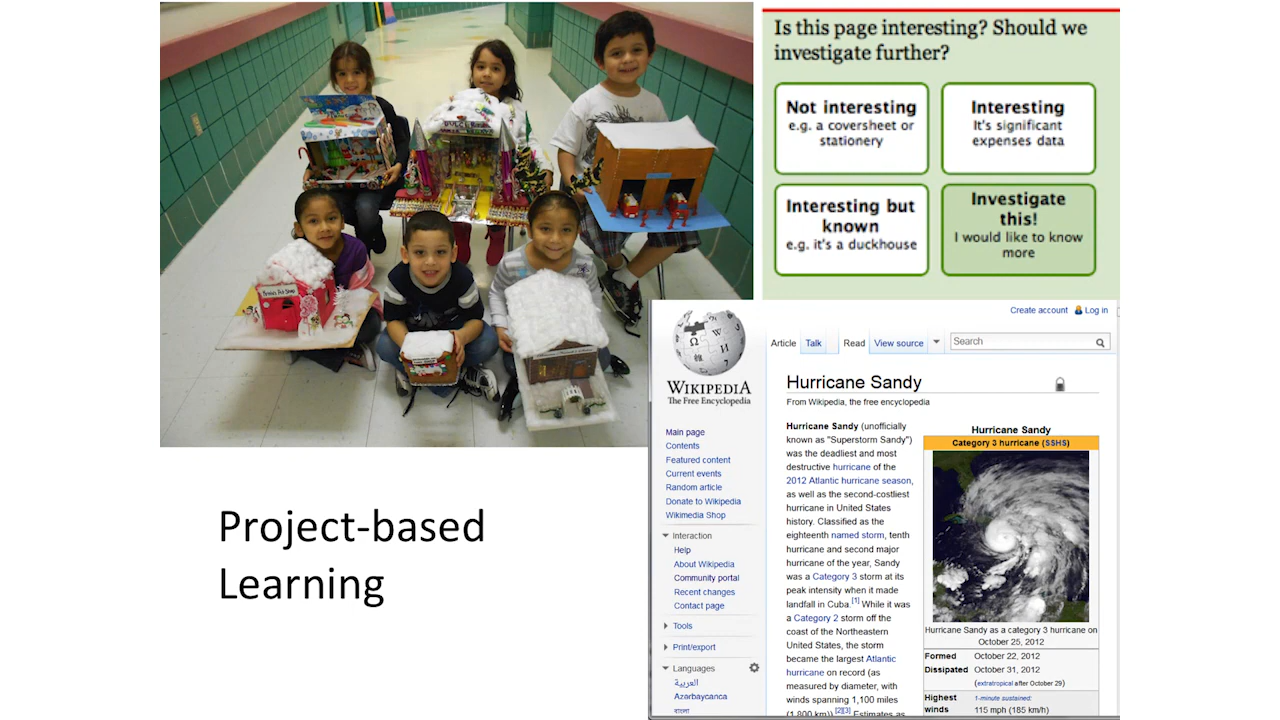 Is this page interesting? Should we
investigate further?
Not interesting
e.g. a coversheet or
stationery
Interesting
It's significant
expenses data
Interesting but
known
e.g. it's a duckhouse
Investigate
this!
I would like to know
more
Project-based
Learning
WIKIPEDIA
The Free Encyclopedia
Main page
Contents
Featured content
Current events
Random article
Donate to Wikipedia
Wikimedia Shop
Interaction
Help
About Wikipedia
Community portal
Recent changes
Contact page
Tools
Print/export
Languages
العربية
Azərbaycanca
বাংলা
Create account Log in
Article Talk Read View source Search
Hurricane Sandy
From Wikipedia, the free encyclopedia
Hurricane Sandy (unofficially
known as "Superstorm Sandy")
was the deadliest and most
destructive hurricane of the
2012 Atlantic hurricane season,
as well as the second-costliest
hurricane in United States
history. Classified as the
eighteenth named storm, tenth
hurricane and second major
hurricane of the year, Sandy
was a Category 3 storm at its
peak intensity when it made
landfall in Cuba.[1] While it was
a Category 2 storm off the
coast of the Northeastern
United States, the storm
became the largest Atlantic
hurricane on record (as
measured by diameter, with
winds spanning 1,100 miles
(1,800 km)).[2][3] Estimates as
Hurricane Sandy
Category 3 hurricane (SSHS)
Hurricane Sandy as a category 3 hurricane on
October 25, 2012
Formed October 22, 2012
Dissipated October 31, 2012
(extratropical after October 29)
Highest
winds
1-minute sustained:
115 mph (185 km/h)